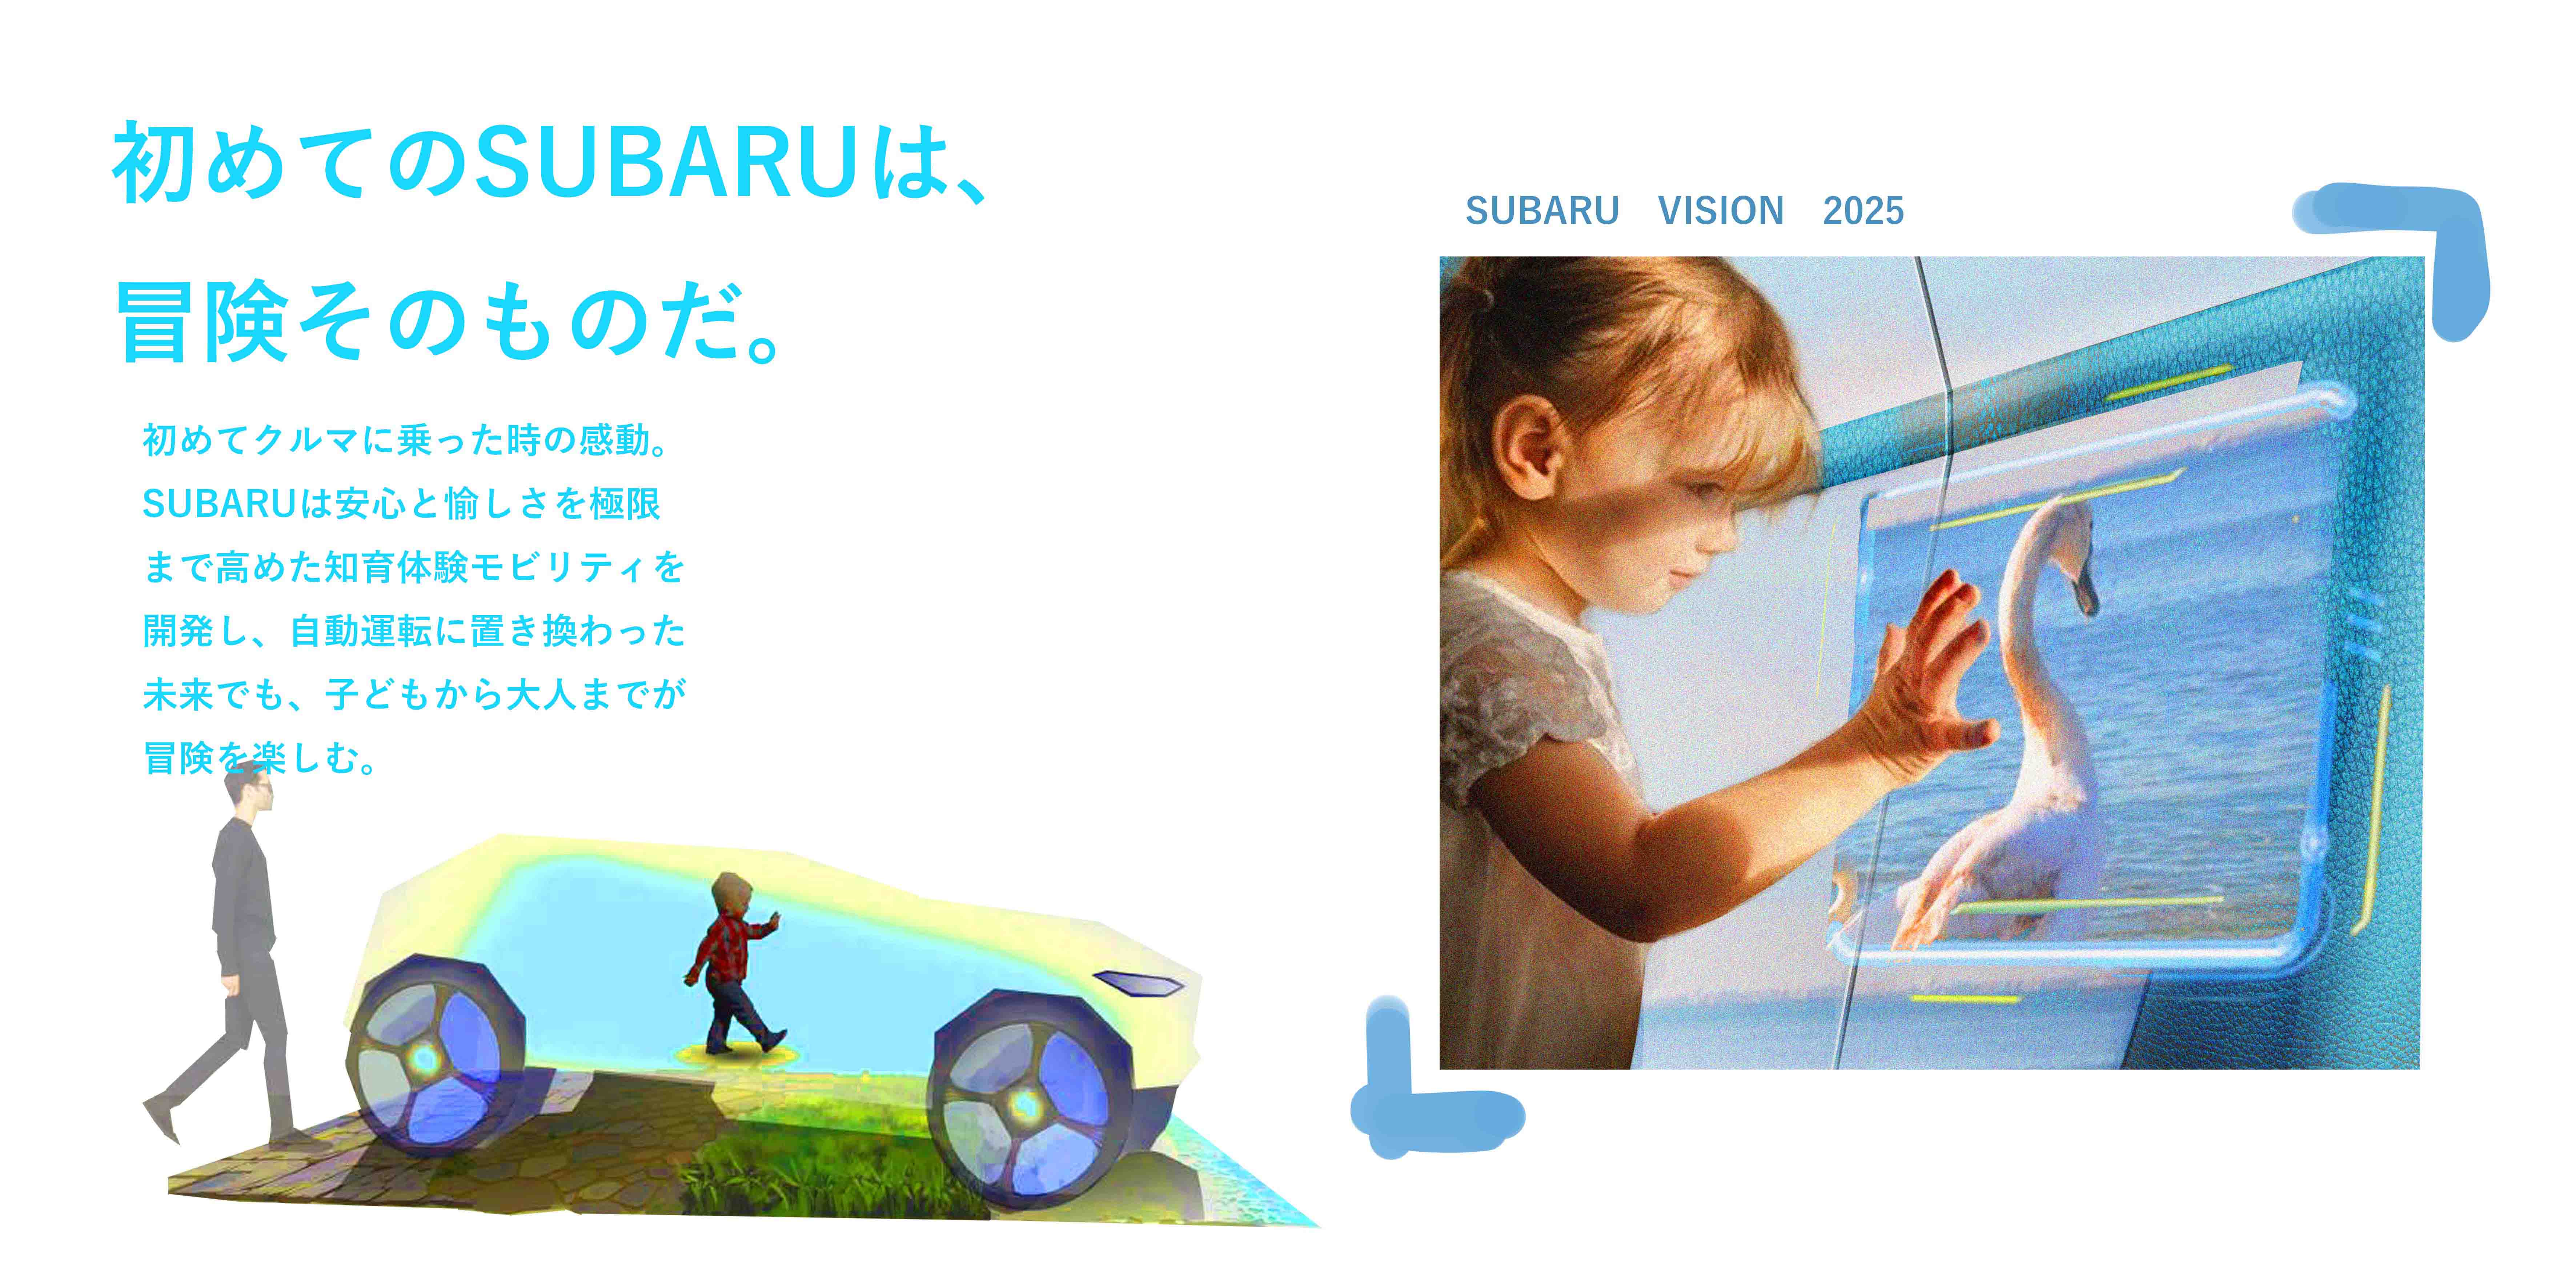 初めてのSUBARUは、
冒険そのものだ。
初めてクルマに乗った時の感動。
SUBARUは安心と愉しさを極限
まで高めた知育体験モビリティを
開発し、自動運転に置き換わった
未来でも、子どもから大人までが
冒険を楽しむ。
SUBARU　VISION　2025